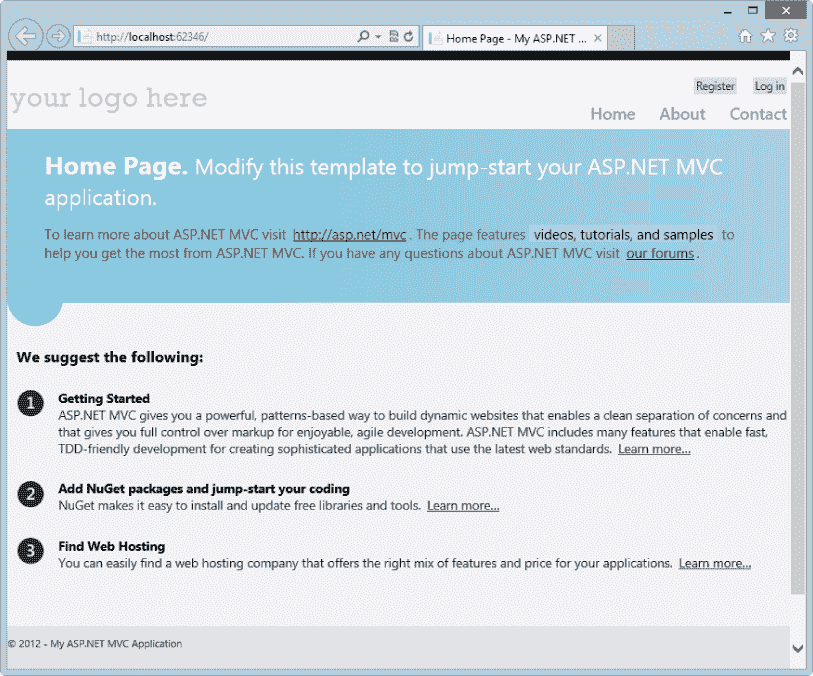 http://localhost:62346/
Home Page - My ASP.NET ...
Register Log in
your logo here
Home About Contact
Home Page. Modify this template to jump-start your ASP.NET MVC
application.
To learn more about ASP.NET MVC visit http://asp.net/mvc. The page features videos, tutorials, and samples to
help you get the most from ASP.NET MVC. If you have any questions about ASP.NET MVC visit our forums.
We suggest the following:
1 Getting Started
ASP.NET MVC gives you a powerful, patterns-based way to build dynamic websites that enables a clean separation of concerns and
that gives you full control over markup for enjoyable, agile development. ASP.NET MVC includes many features that enable fast,
TDD-friendly development for creating sophisticated applications that use the latest web standards. Learn more...
2 Add NuGet packages and jump-start your coding
NuGet makes it easy to install and update free libraries and tools. Learn more...
3 Find Web Hosting
You can easily find a web hosting company that offers the right mix of features and price for your applications. Learn more...
© 2012 - My ASP.NET MVC Application